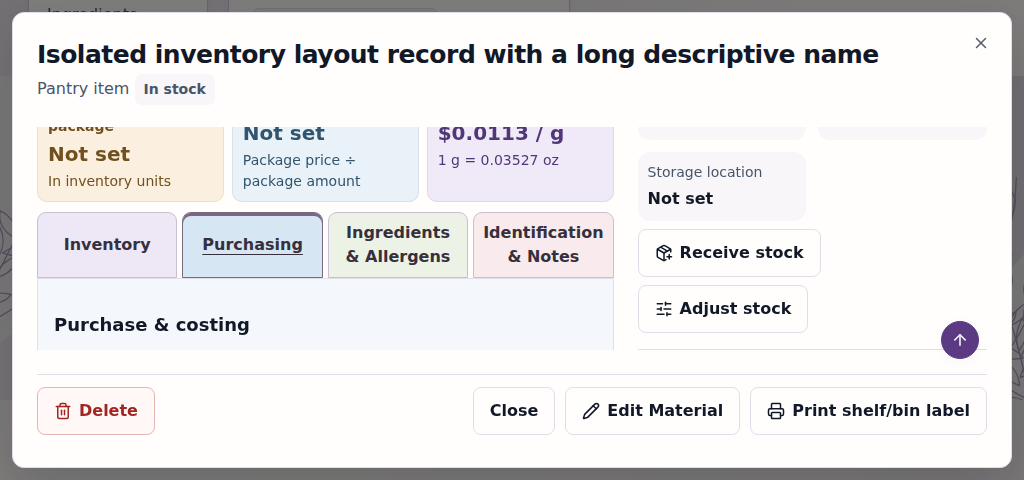 Isolated inventory layout record with a long descriptive name
Pantry item In stock
package
Not set
In inventory units
Not set
Package price ÷
package amount
$0.0113 / g
1 g = 0.03527 oz
Storage location
Not set
Inventory
Purchasing
Ingredients
& Allergens
Identification
& Notes
Receive stock
Adjust stock
Purchase & costing
Delete
Close
Edit Material
Print shelf/bin label